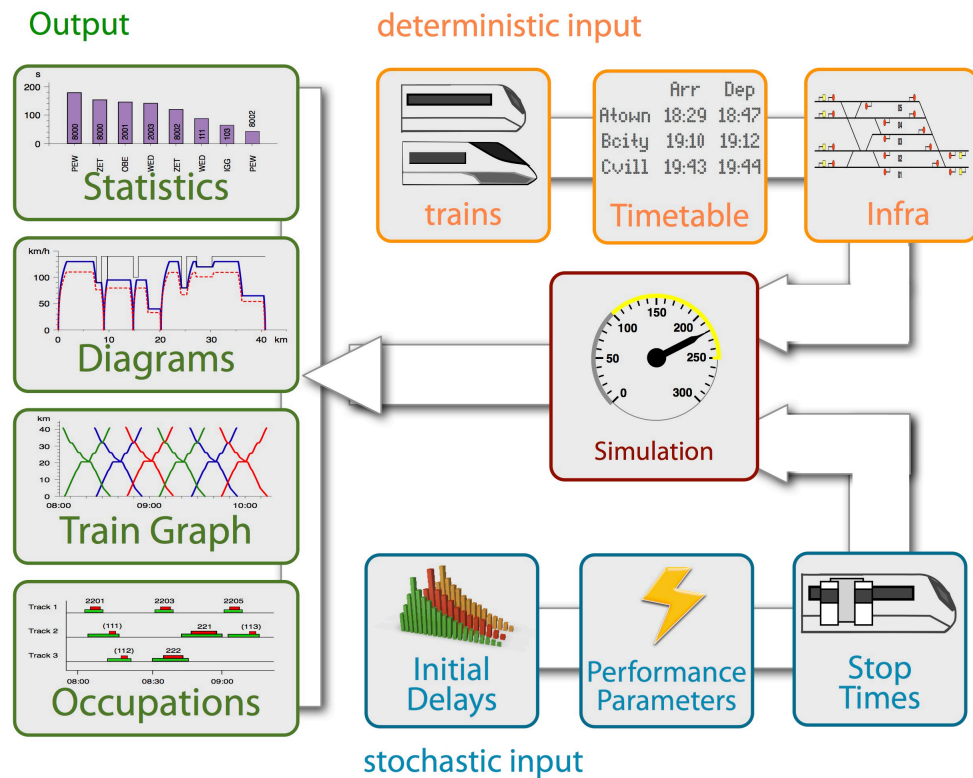 Output
deterministic input
s
200
100
0
8000
8000
2001
2003
8002
111
103
8002
PEW
ZET
OBE
WED
ZET
WED
IGG
PEW
Statistics
trains
Arr Dep
Atown 18:29 18:47
Bcity 19:10 19:12
Cvill 19:43 19:44
Timetable
Infra
km/h
100
50
0
0 10 20 30 40 km
Diagrams
0
50
100
150
200
250
300
Simulation
km
40
20
0
08:00 09:00 10:00
Train Graph
Track 1
2201 2203 2205
Track 2
(111) 221 (113)
Track 3
(112) 222
08:00 08:30 09:00
Occupations
Initial
Delays
Performance
Parameters
Stop
Times
stochastic input